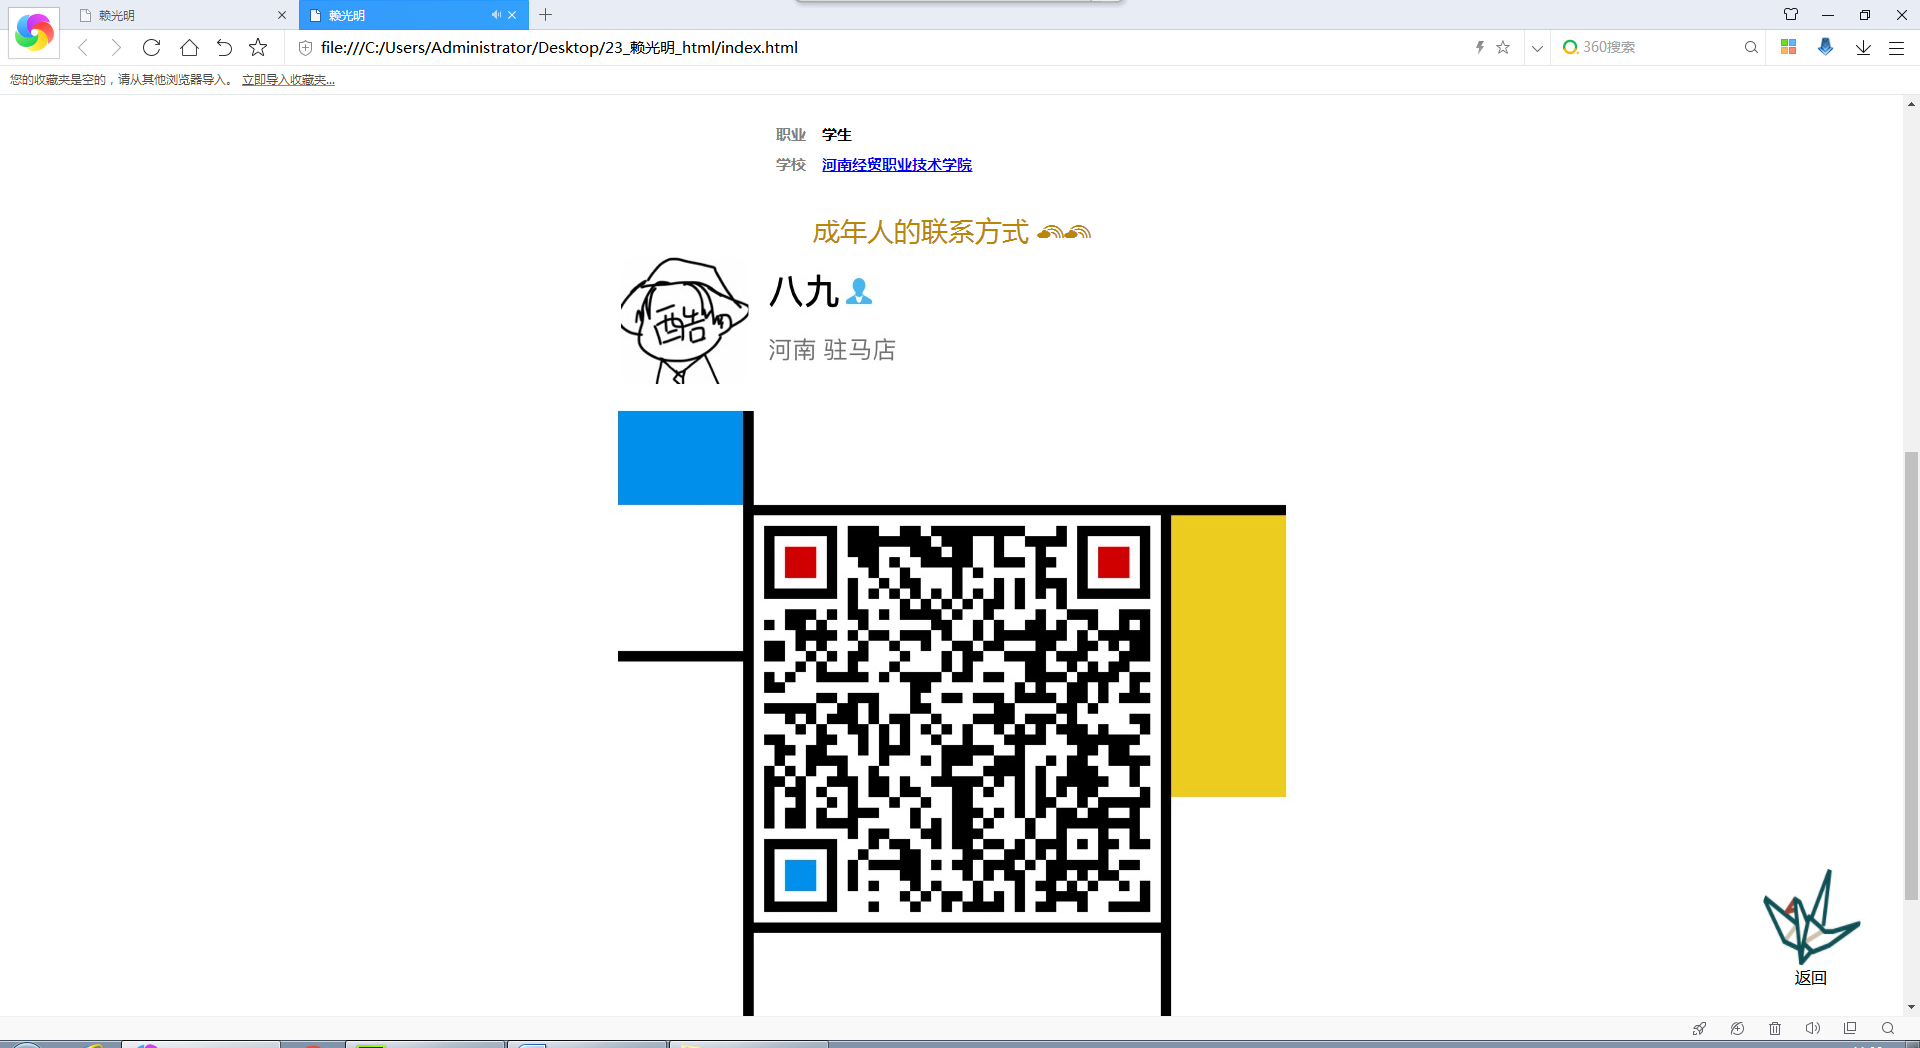 赖光明
赖光明
file:///C:/Users/Administrator/Desktop/23_赖光明_html/index.html
360搜索
您的收藏夹是空的，请从其他浏览器导入。 立即导入收藏夹...
职业 学生
学校 河南经贸职业技术学院
成年人的联系方式
酷
八九
河南 驻马店
返回